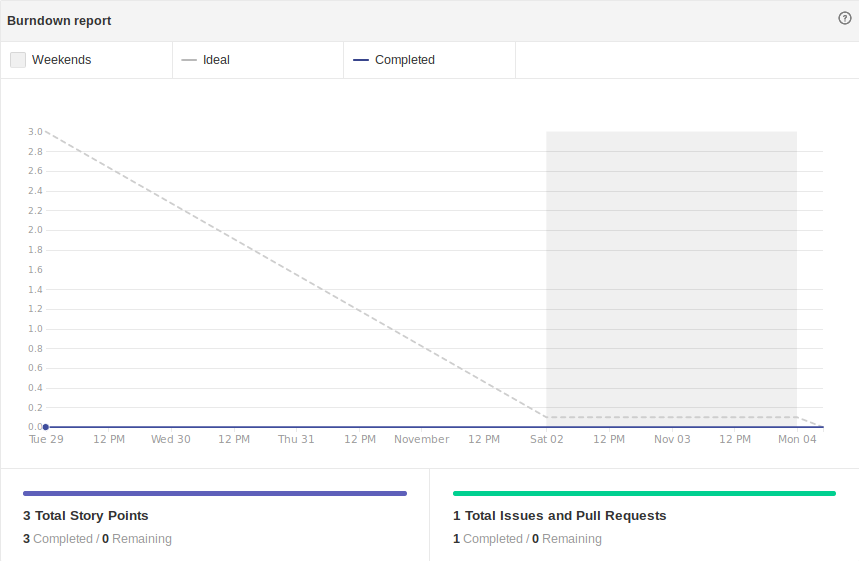 Burndown report
Weekends
Ideal
Completed
3.0
2.8
2.6
2.4
2.2
2.0
1.8
1.6
1.4
1.2
1.0
0.8
0.6
0.4
0.2
0.0
Tue 29 12 PM Wed 30 12 PM Thu 31 12 PM November 12 PM Sat 02 12 PM Nov 03 12 PM Mon 04
3 Total Story Points
3 Completed / 0 Remaining
1 Total Issues and Pull Requests
1 Completed / 0 Remaining